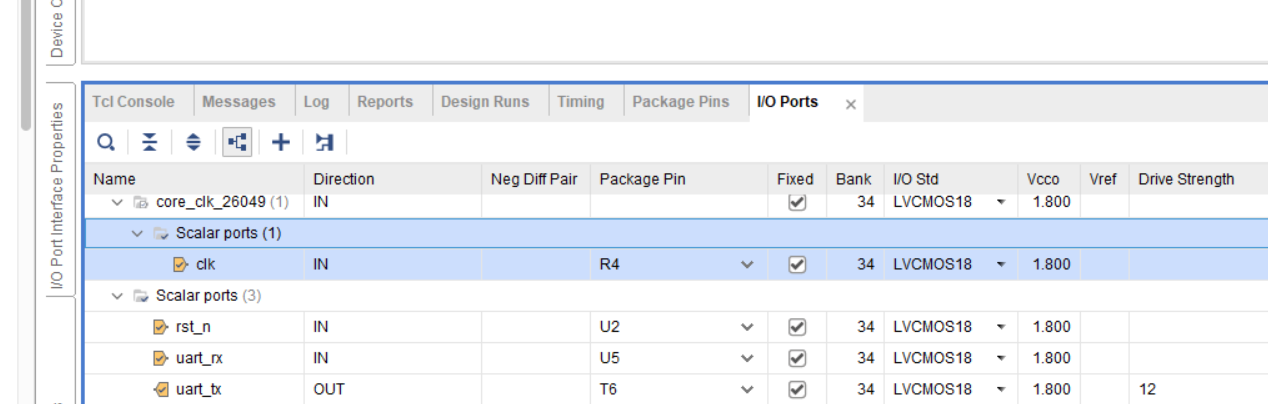 Device C
I/O Port Interface Properties
Tcl Console Messages Log Reports Design Runs Timing Package Pins I/O Ports
Name Direction Neg Diff Pair Package Pin Fixed Bank I/O Std Vcco Vref Drive Strength
core_clk_26049 (1) IN 34 LVCMOS18 1.800
Scalar ports (1)
clk IN R4 34 LVCMOS18 1.800
Scalar ports (3)
rst_n IN U2 34 LVCMOS18 1.800
uart_rx IN U5 34 LVCMOS18 1.800
uart_tx OUT T6 34 LVCMOS18 1.800 12